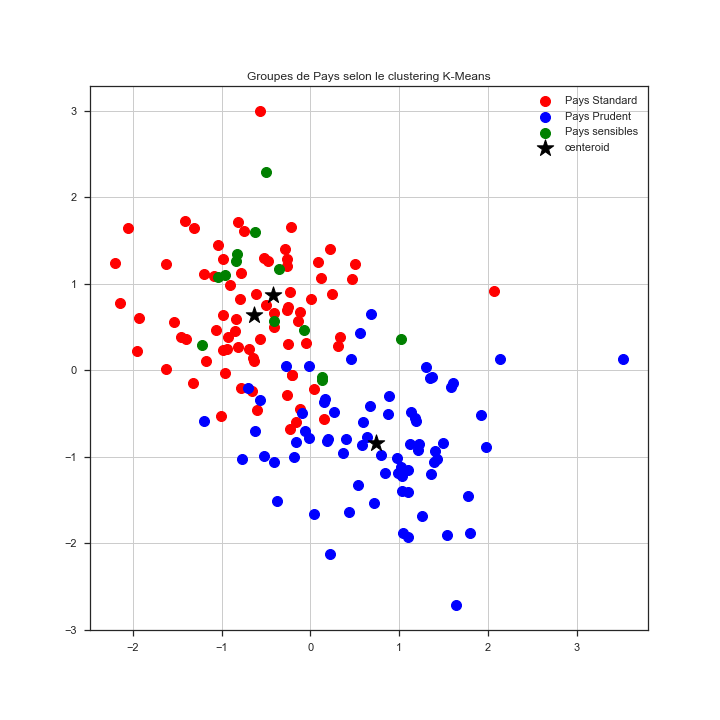 Groupes de Pays selon le clustering K-Means
Pays Standard
Pays Prudent
Pays sensibles
centeroid
3
2
1
0
−1
−2
−3
−2
−1
0
1
2
3